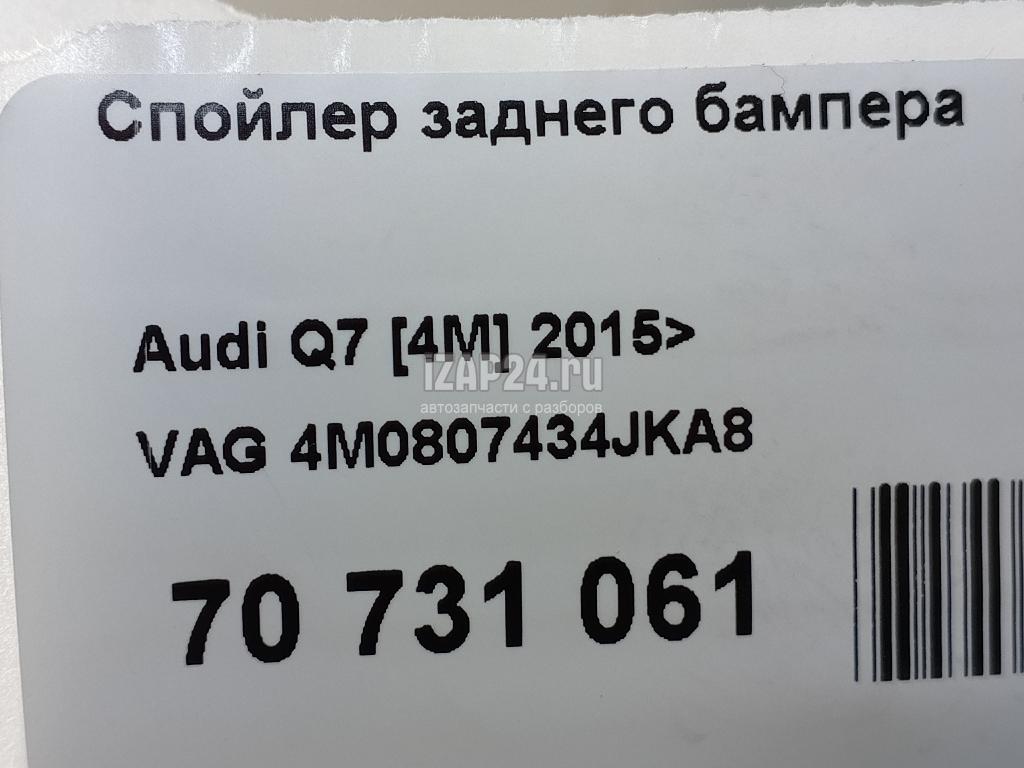 Спойлер заднего бампера
Audi Q7 [4M] 2015>
IZAP24.ru
автозапчасти с разборов
VAG 4M0807434JKA8
70 731 061